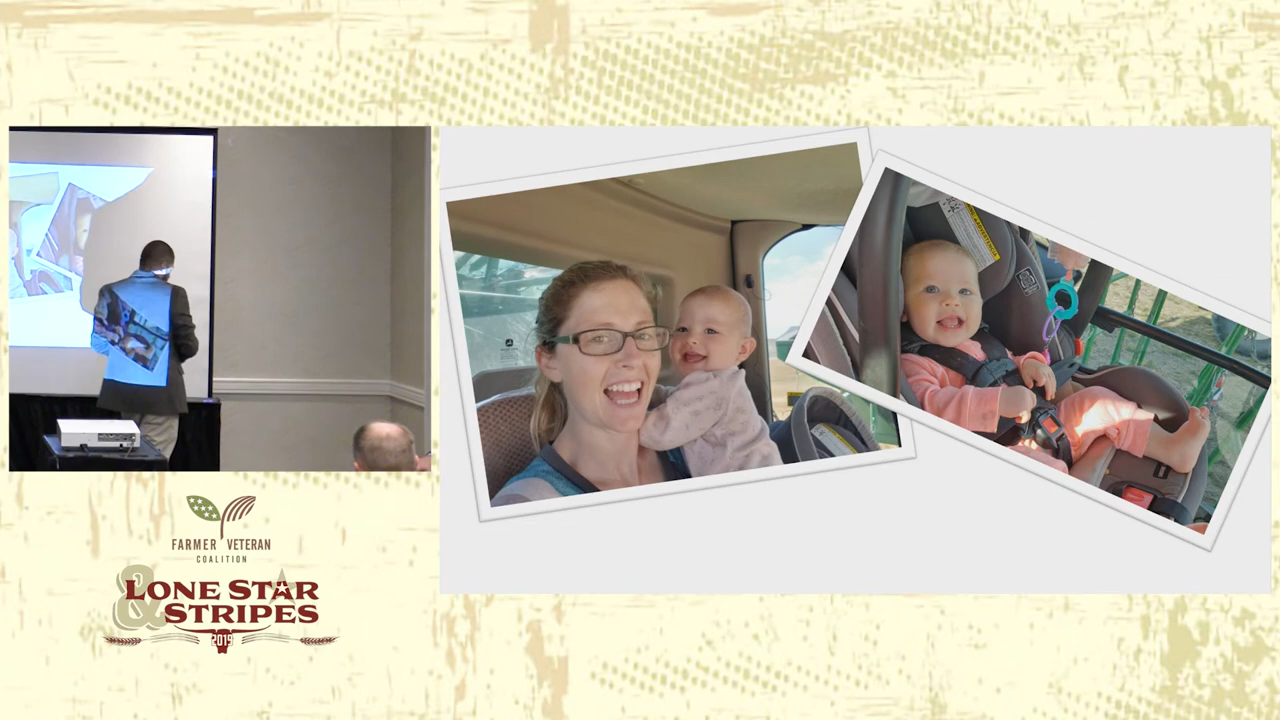 FARMER VETERAN
COALITION
LONE STAR
& STRIPES
2019